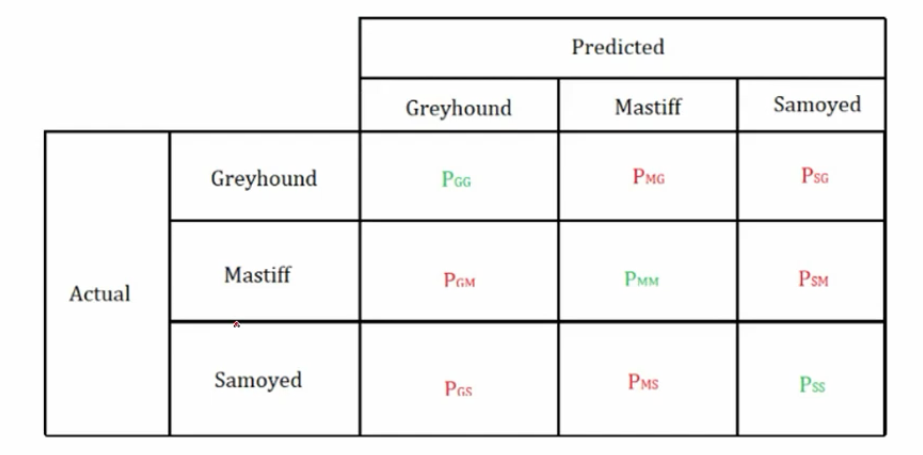 Predicted
Greyhound Mastiff Samoyed
Greyhound PGG PMG PSG
Mastiff PGM PMM PSM
Actual
Samoyed PGS PMS PSS